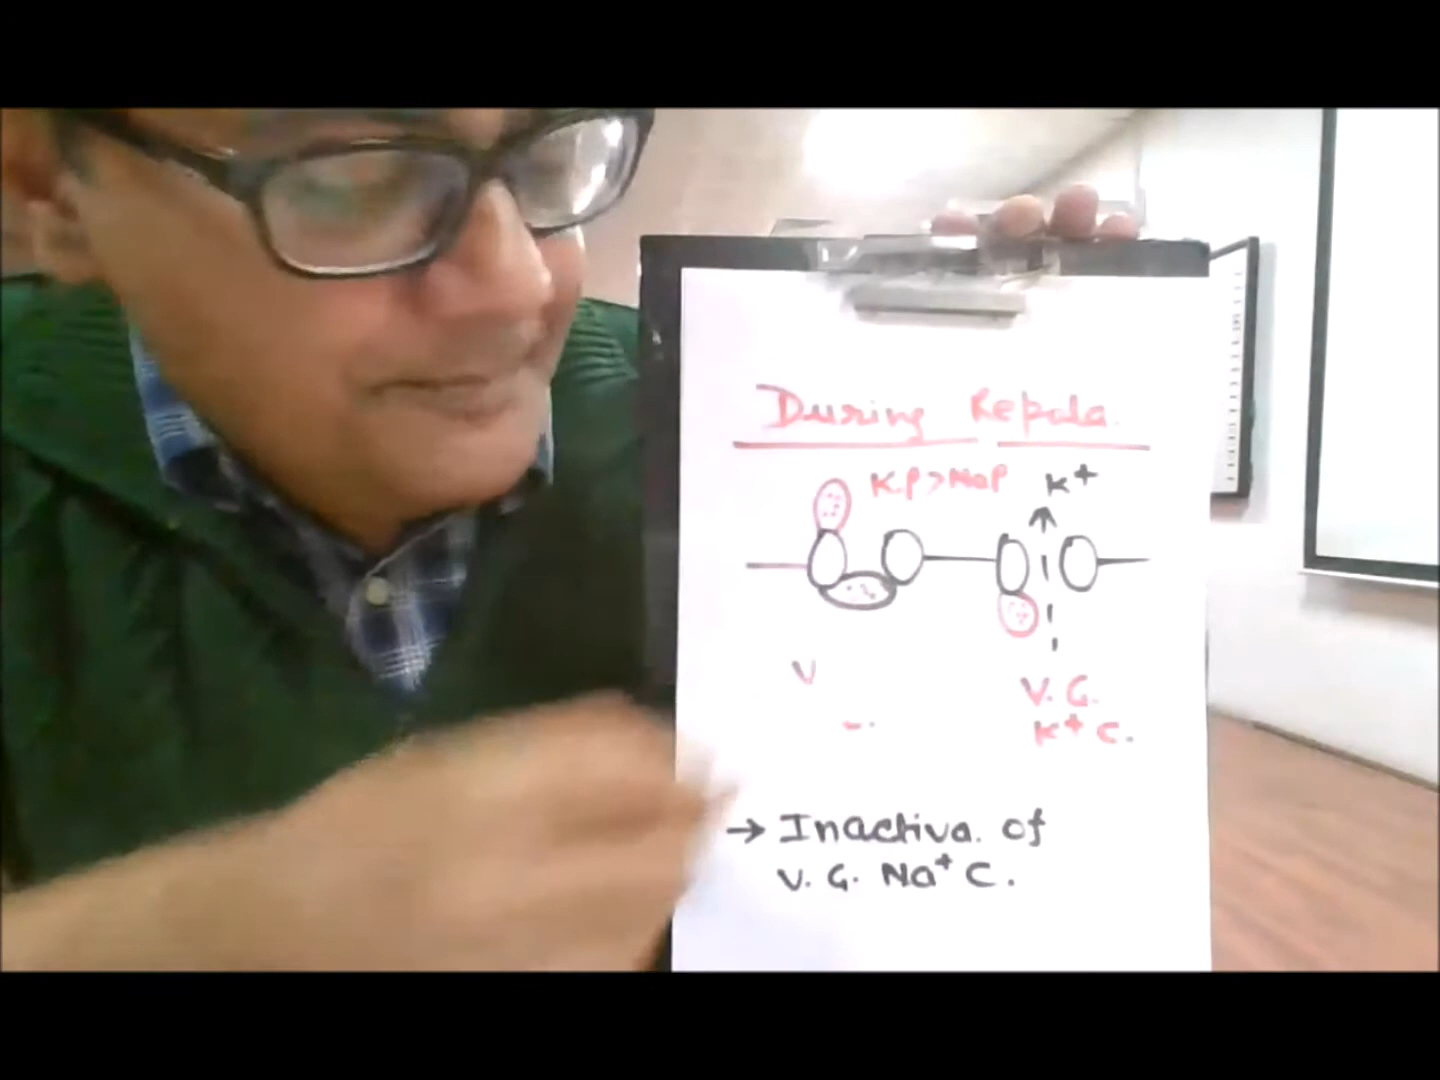 During Repola.
K.P > NaP K+
V V. G.
K+ C.
→ Inactiva. of
V. G. Na+ C.